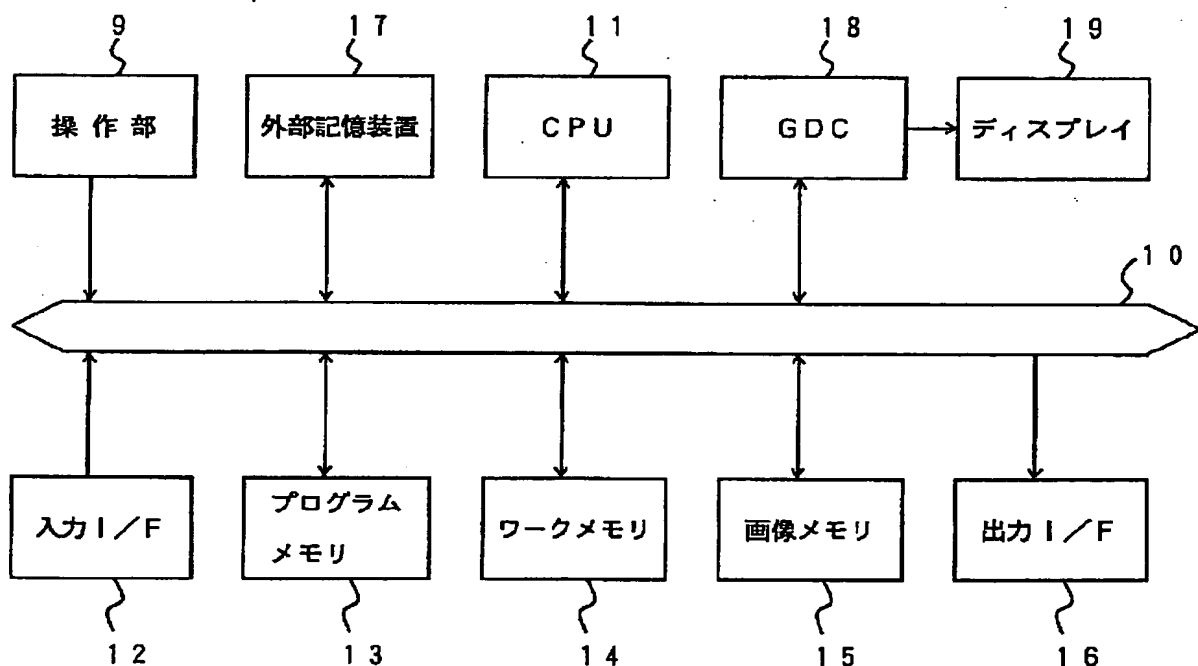 9
17
11
18
19
操作部
外部記憶装置
CPU
GDC
ディスプレイ
10
入力I/F
プログラム
メモリ
ワークメモリ
画像メモリ
出力I/F
12
13
14
15
16